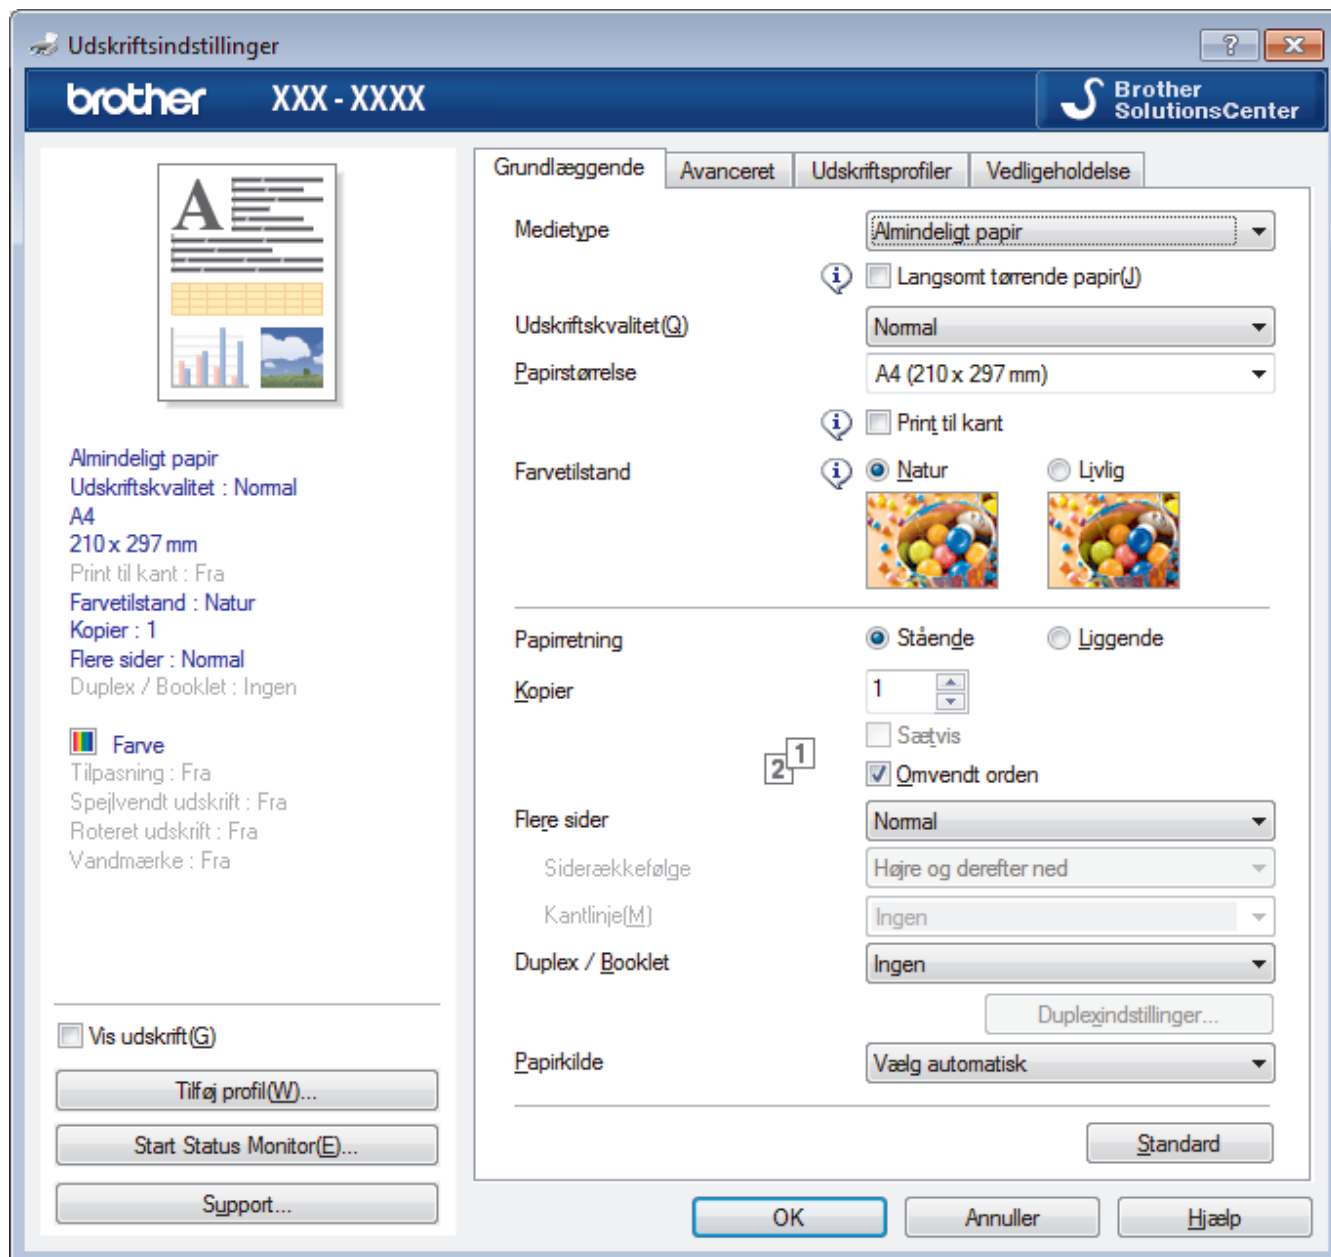 Udskriftsindstillinger
brother XXX - XXXX
Brother
SolutionsCenter
A
Almindeligt papir
Udskriftskvalitet : Normal
A4
210 x 297 mm
Print til kant : Fra
Farvetilstand : Natur
Kopier : 1
Flere sider : Normal
Duplex / Booklet : Ingen
Farve
Tilpasning : Fra
Spejlvendt udskrift : Fra
Roteret udskrift : Fra
Vandmærke : Fra
Vis udskrift(G)
Tilføj profil(W)...
Start Status Monitor(E)...
Support...
Grundlæggende Avanceret Udskriftsprofiler Vedligeholdelse
Medietype Almindeligt papir
Langsomt tørrende papir(J)
Udskriftskvalitet(Q) Normal
Papirstørrelse A4 (210 x 297 mm)
Print til kant
Farvetilstand Natur Livlig
Papirretning Stående Liggende
Kopier 1
Sætvis
2 1
Omvendt orden
Flere sider Normal
Siderækkefølge Højre og derefter ned
Kantlinje(M) Ingen
Duplex / Booklet Ingen
Duplexindstillinger...
Papirkilde Vælg automatisk
Standard
OK Annuller Hjælp